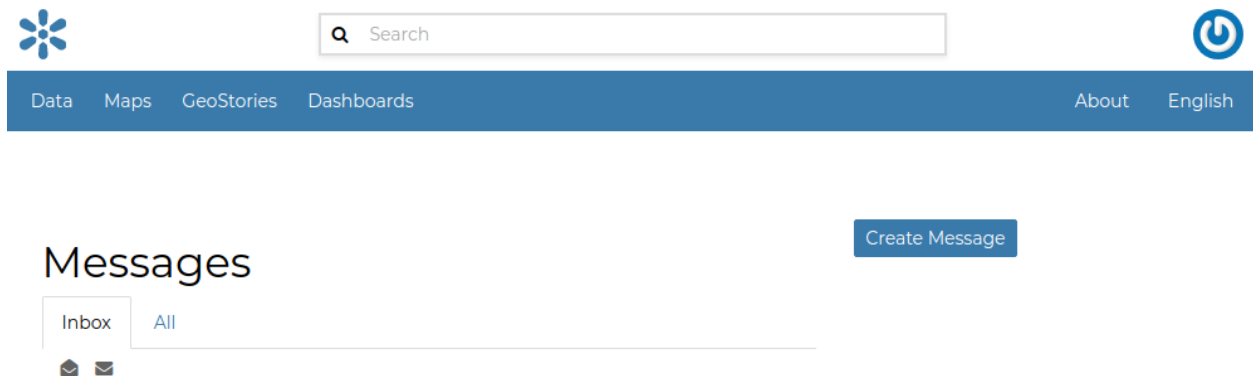 Search
Data Maps GeoStories Dashboards About English
Create Message
Messages
Inbox All